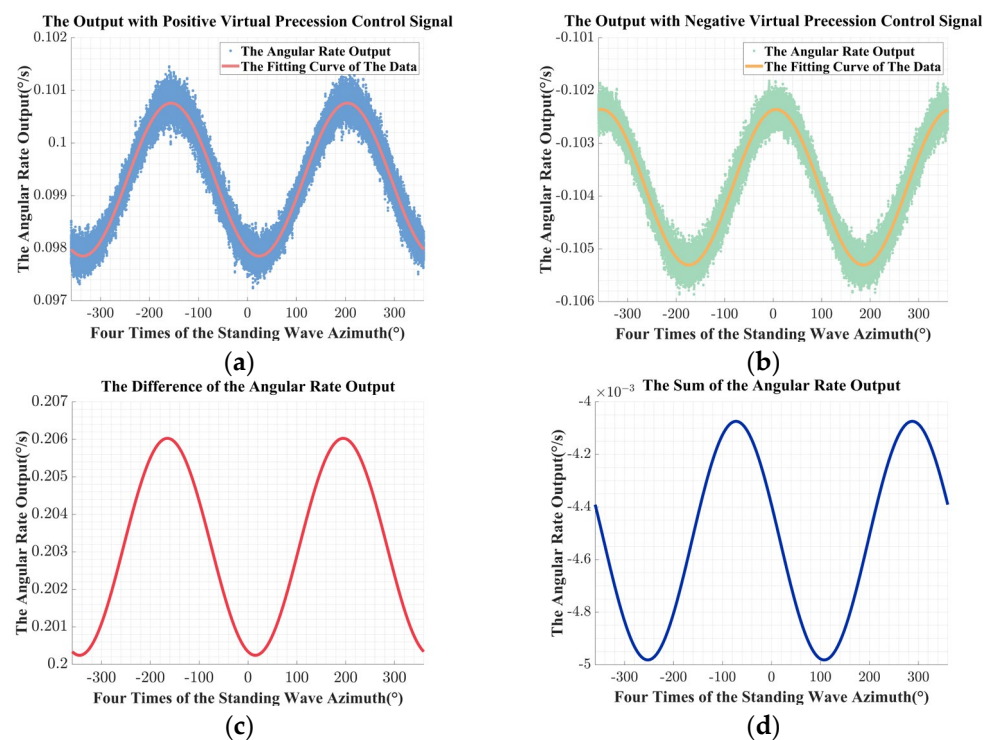 The Output with Positive Virtual Precession Control Signal
0.102
0.101
0.1
0.099
0.098
0.097
The Angular Rate Output(°/s)
The Angular Rate Output
The Fitting Curve of The Data
-300 -200 -100 0 100 200 300
Four Times of the Standing Wave Azimuth(°)
(a)
The Output with Negative Virtual Precession Control Signal
-0.101
-0.102
-0.103
-0.104
-0.105
-0.106
The Angular Rate Output(°/s)
The Angular Rate Output
The Fitting Curve of The Data
-300 -200 -100 0 100 200 300
Four Times of the Standing Wave Azimuth(°)
(b)
The Difference of the Angular Rate Output
0.207
0.206
0.205
0.204
0.203
0.202
0.201
0.2
The Angular Rate Output(°/s)
-300 -200 -100 0 100 200 300
Four Times of the Standing Wave Azimuth(°)
(c)
The Sum of the Angular Rate Output
×10⁻³
-4
-4.2
-4.4
-4.6
-4.8
-5
The Angular Rate Output(°/s)
-300 -200 -100 0 100 200 300
Four Times of the Standing Wave Azimuth(°)
(d)